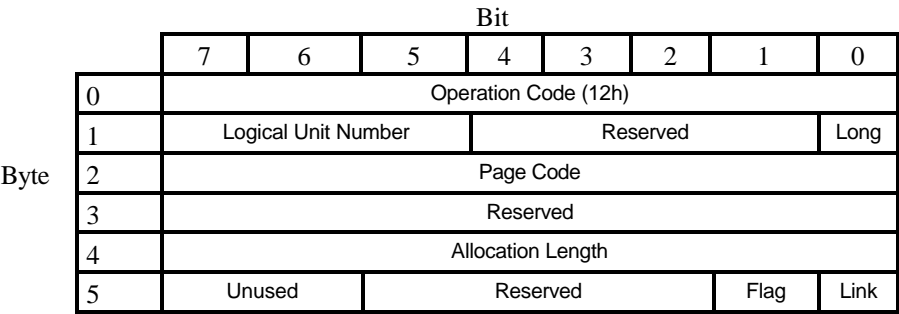 Bit
7 6 5 4 3 2 1 0
0 Operation Code (12h)
1 Logical Unit Number Reserved Long
Byte 2 Page Code
3 Reserved
4 Allocation Length
5 Unused Reserved Flag Link